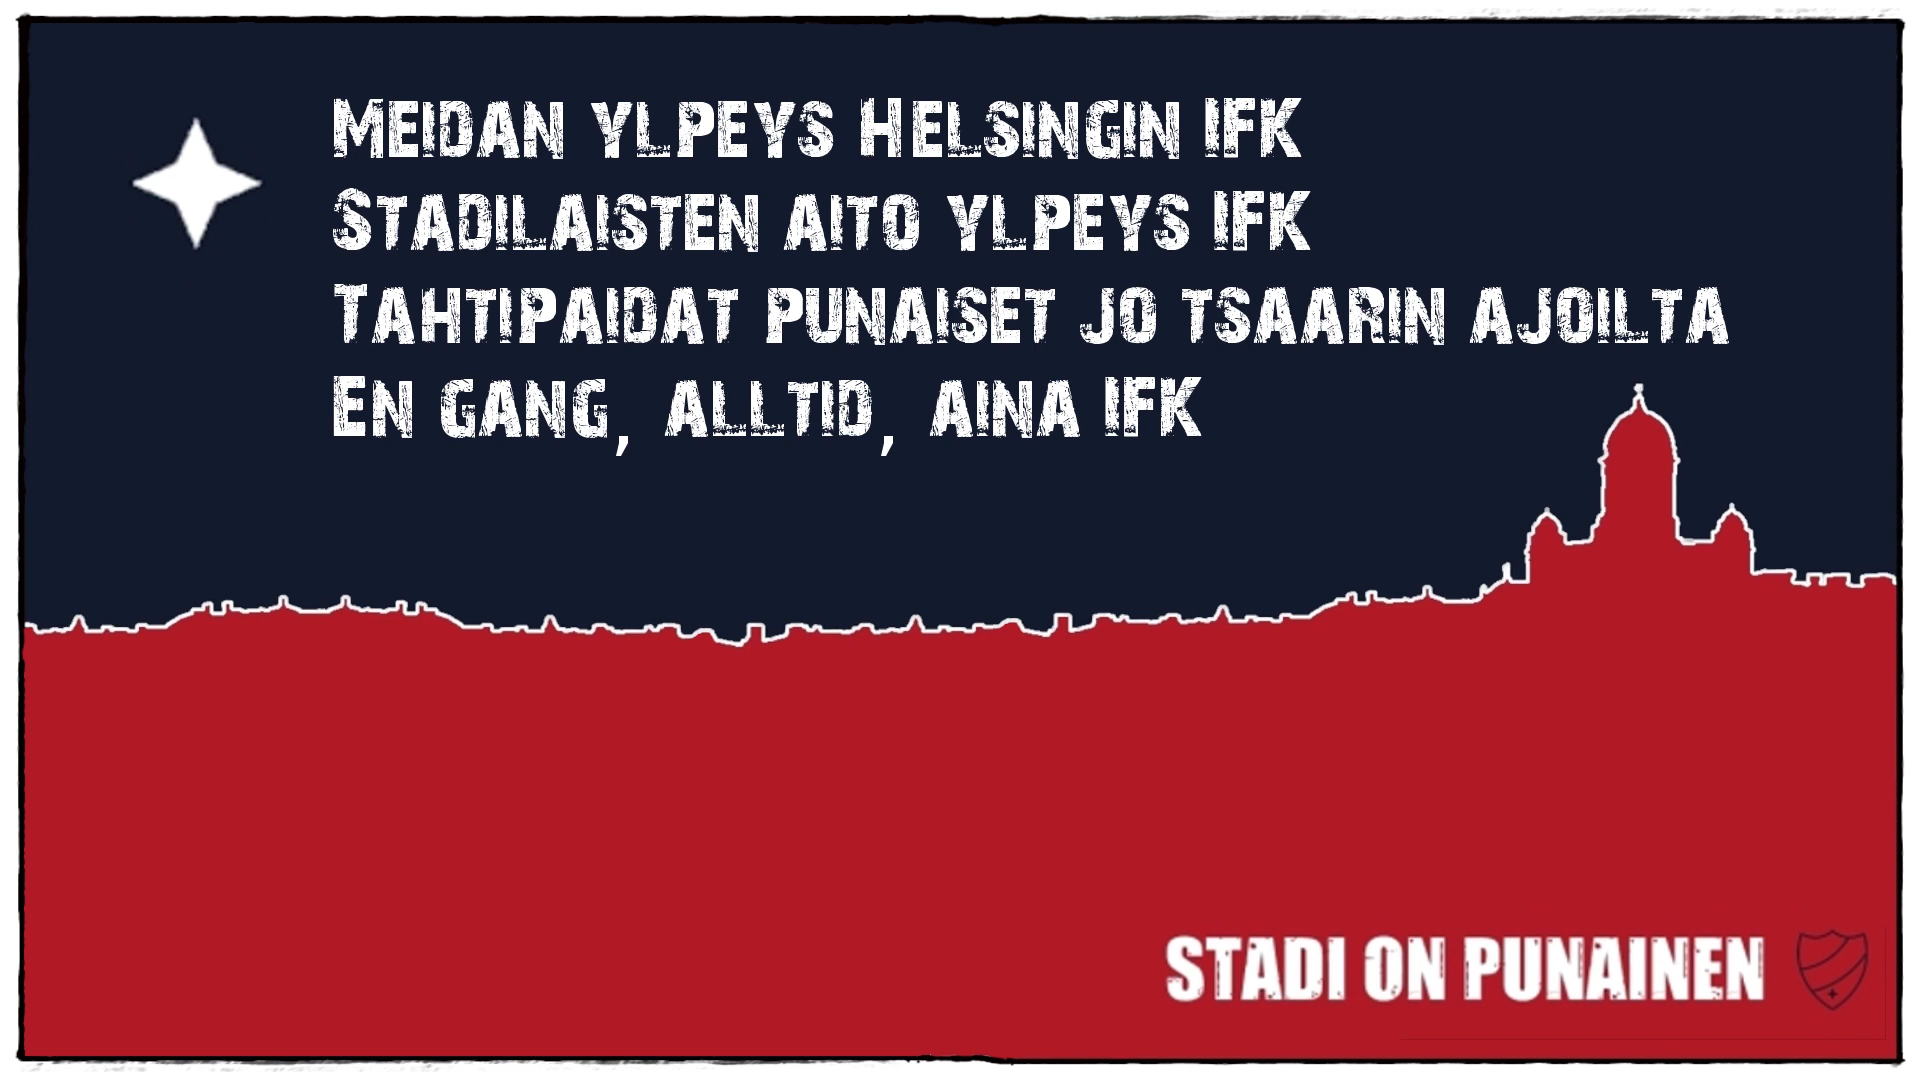 Meidan ylpeys Helsingin IFK
Stadilaisten aito ylpeys IFK
Tahtipaidat punaiset jo tsaarin ajoilta
En gang, alltid, aina IFK
STADI ON PUNAINEN